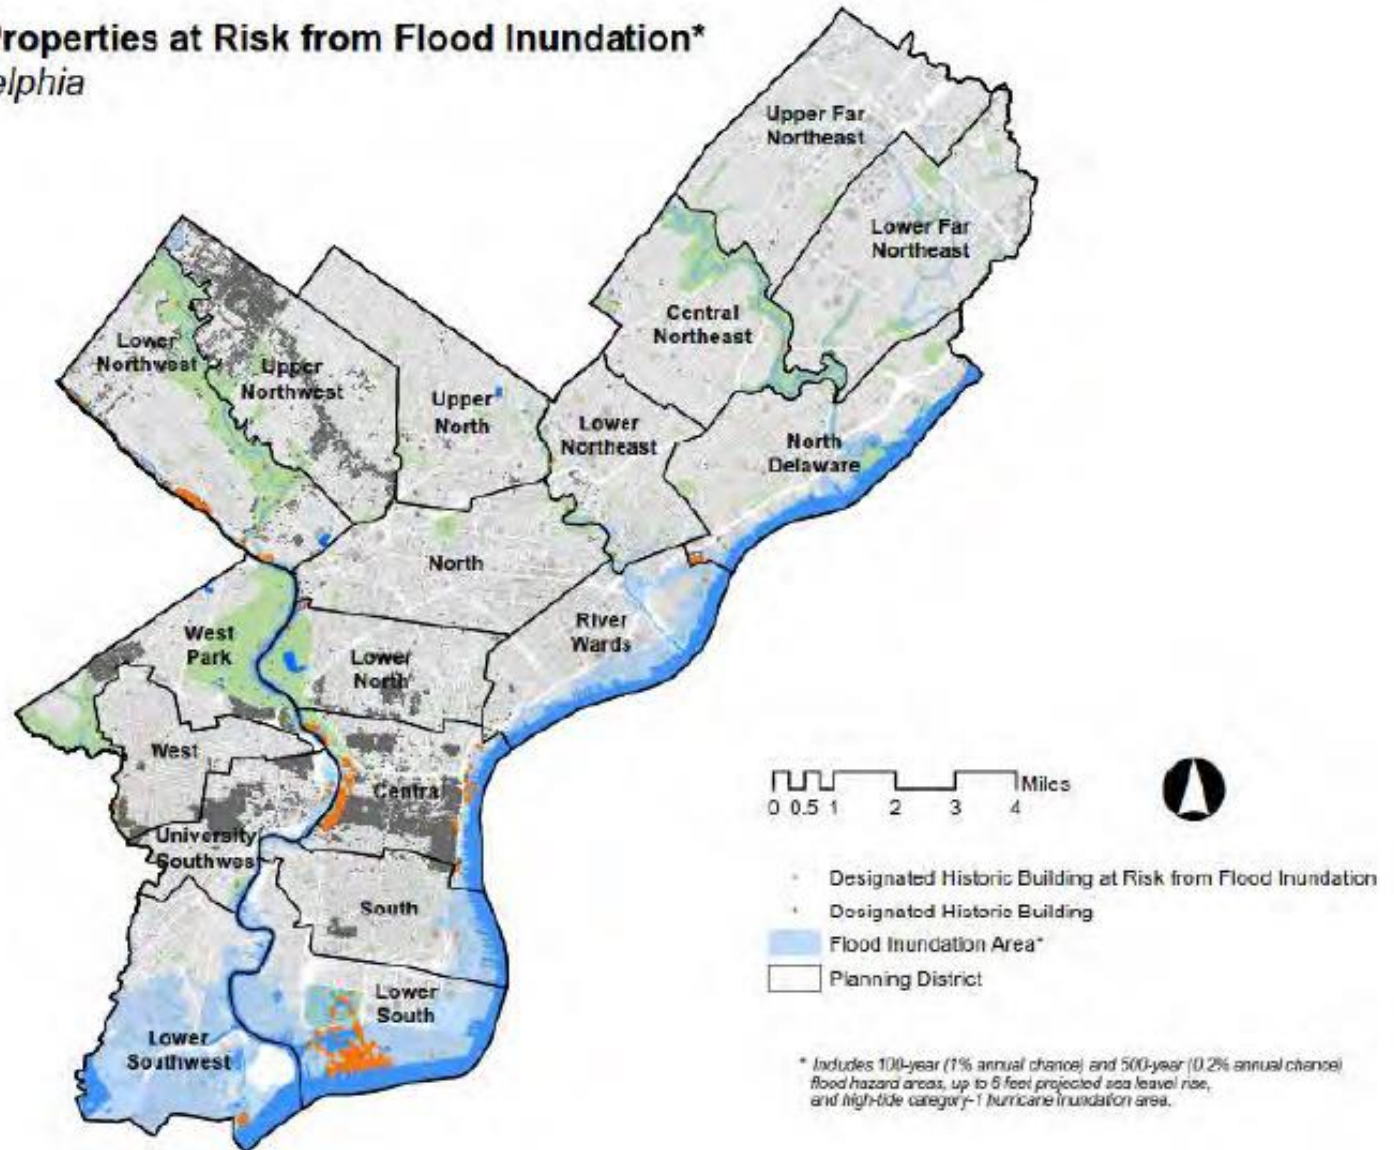 Properties at Risk from Flood Inundation*
elphia
Upper Far
Northeast
Lower Far
Northeast
Central
Northeast
Lower
Northwest
Upper
Northwest
Upper
North
Lower
Northeast
North
Delaware
North
River
Wards
West
Park
Lower
North
West
Central
University
Southwes
South
Lower
South
Lower
Southwest
Miles
0 0.5 1 2 3 4
Designated Historic Building at Risk from Flood Inundation
Designated Historic Building
Flood Inundation Area*
Planning District
* Includes 100-year (1% annual chance) and 500-year (0.2% annual chance)
flood hazard areas, up to 6 feet projected sea leavel rise,
and high-tide category-1 hurricane inundation area.